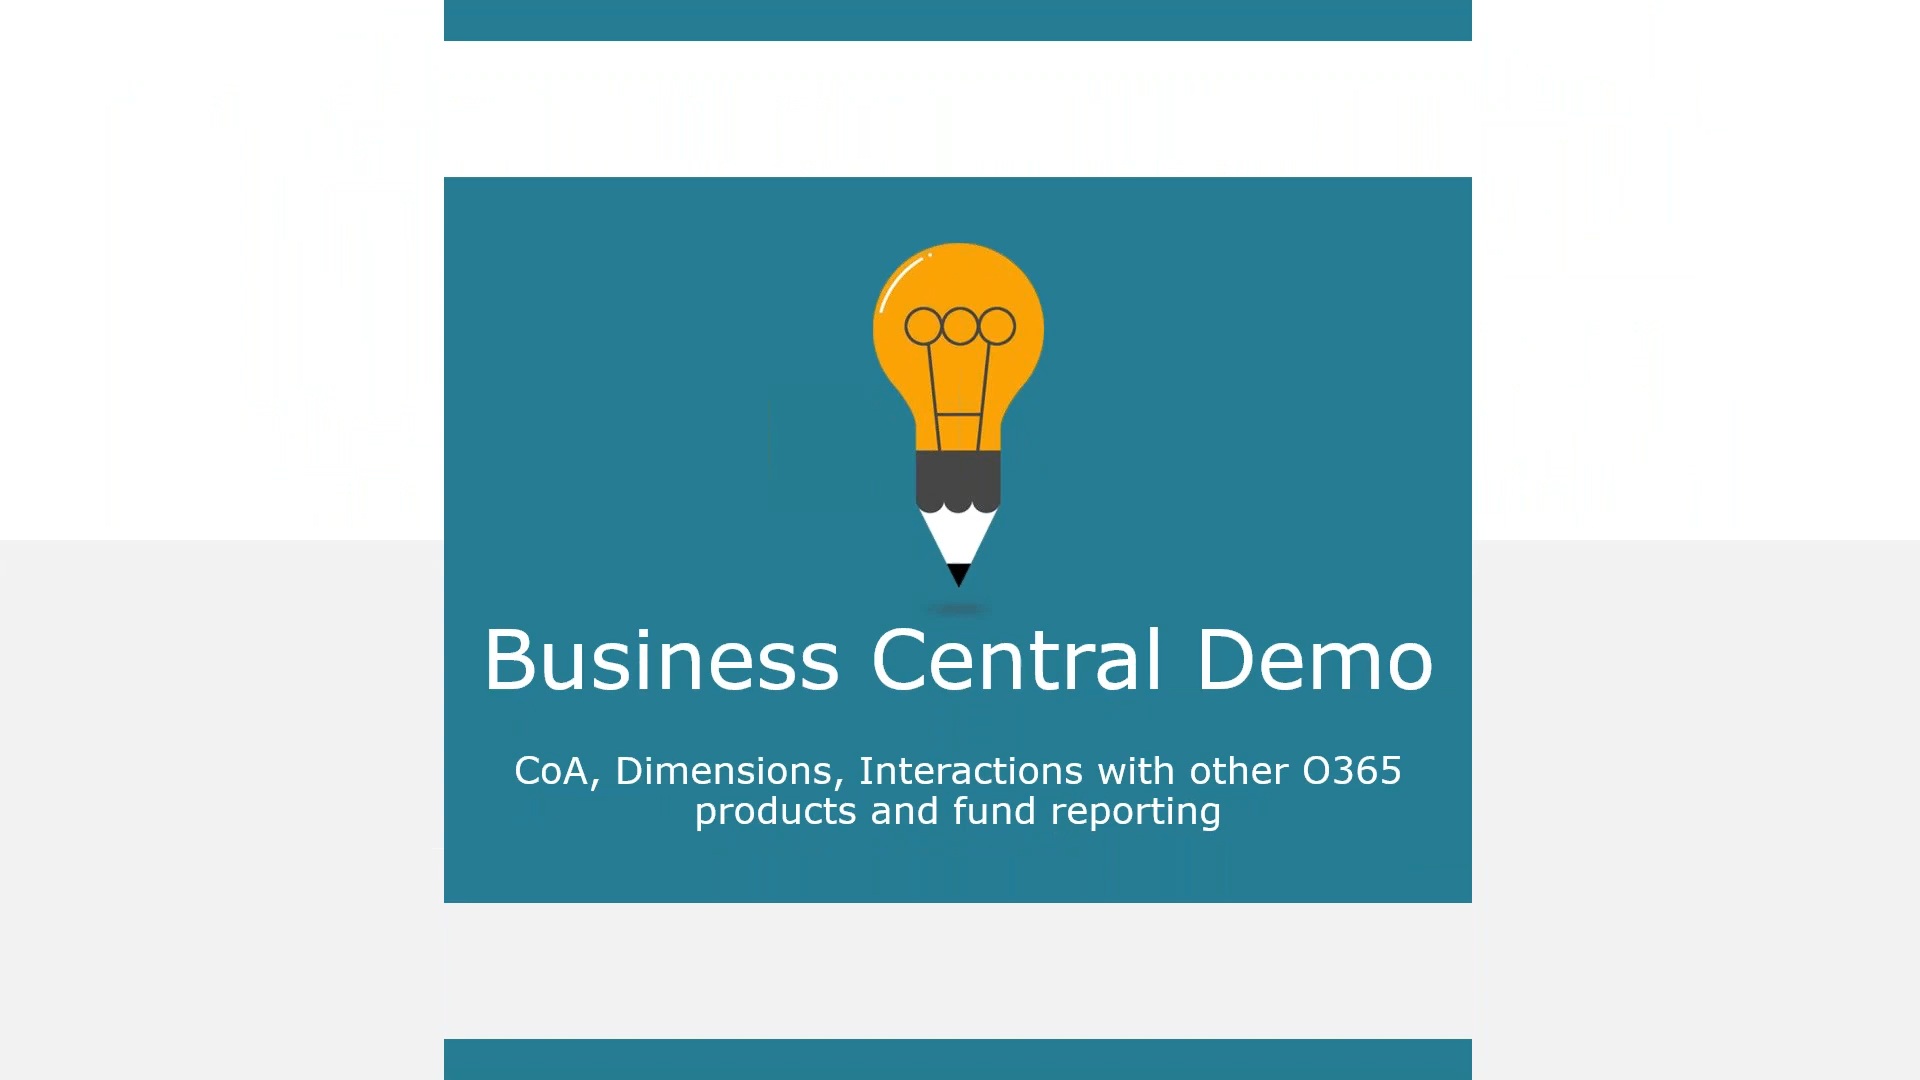 Business Central Demo
CoA, Dimensions, Interactions with other O365
products and fund reporting